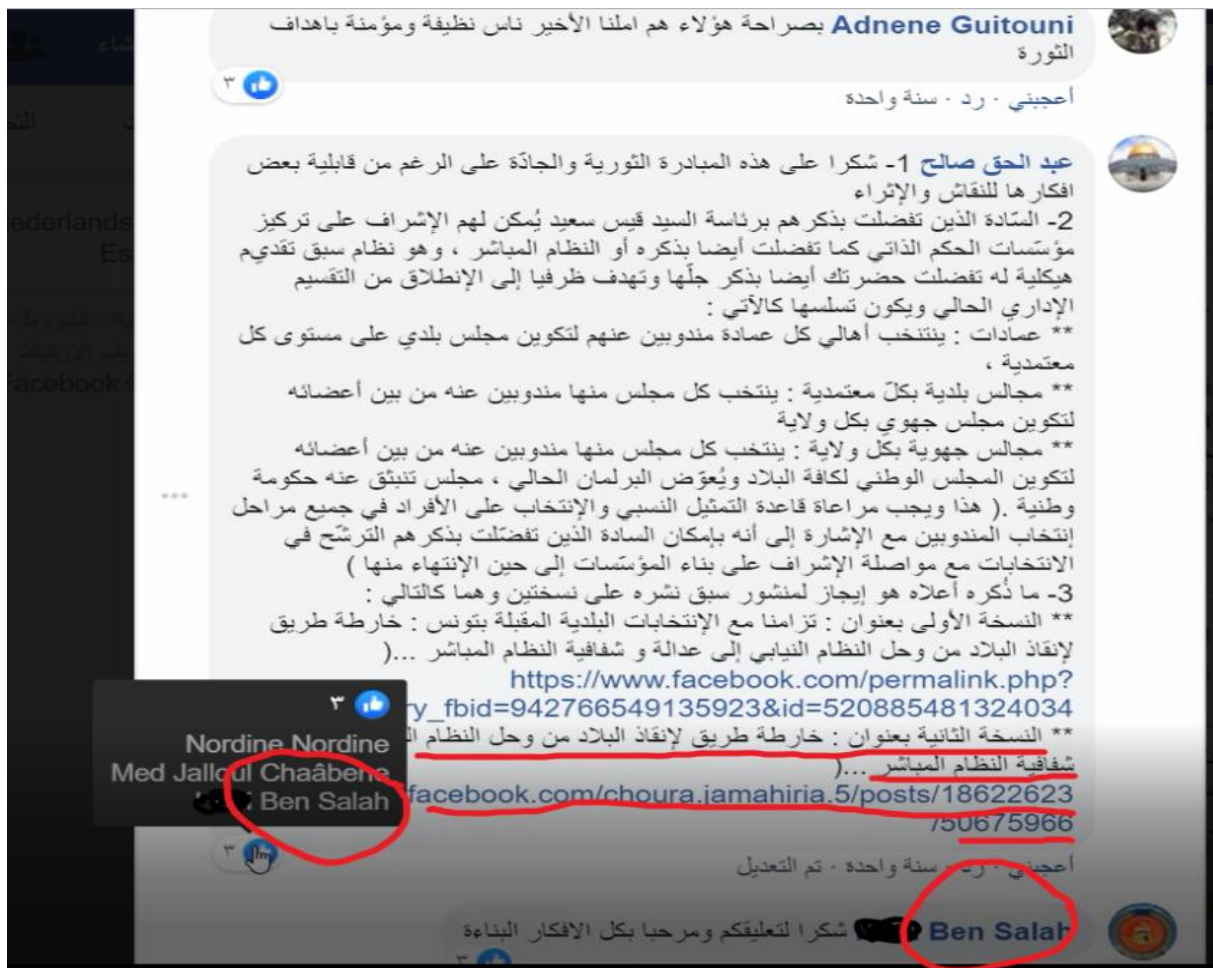 Adnene Guitouni بصراحة هؤلاء هم املنا الأخير ناس نظيفة ومؤمنة باهداف
الثورة
٣
أعجبني · رد · سنة واحدة
عبد الحق صالح 1- شكرا على هذه المبادرة الثورية والجادّة على الرغم من قابلية بعض
افكارها للنقاش والإثراء
2- السّادة الذين تفضلت بذكرهم برئاسة السيد قيس سعيد يُمكن لهم الإشراف على تركيز
مؤسّسات الحكم الذاتي كما تفضلت أيضا بذكره أو النظام المباشر ، وهو نظام سبق تقديم
هيكلية له تفضلت حضرتك أيضا بذكر جلّها وتهدف ظرفيا إلى الإنطلاق من التقسيم
الإداري الحالي ويكون تسلسها كالآتي :
** عمادات : ينتنخب أهالي كل عمادة مندوبين عنهم لتكوين مجلس بلدي على مستوى كل
معتمدية ،
** مجالس بلدية بكلّ معتمدية : ينتخب كل مجلس منها مندوبين عنه من بين أعضائه
لتكوين مجلس جهوي بكل ولاية
** مجالس جهوية بكل ولاية : ينتخب كل مجلس منها مندوبين عنه من بين أعضائه
لتكوين المجلس الوطني لكافة البلاد ويُعوّض البرلمان الحالي ، مجلس تنبثق عنه حكومة
وطنية .( هذا ويجب مراعاة قاعدة التمثيل النسبي والإنتخاب على الأفراد في جميع مراحل
إنتخاب المندوبين مع الإشارة إلى أنه بإمكان السادة الذين تفضّلت بذكرهم الترشّح في
الانتخابات مع مواصلة الإشراف على بناء المؤسّسات إلى حين الإنتهاء منها )
3- ما ذُكره أعلاه هو إيجاز لمنشور سبق نشره على نسختين وهما كالتالي :
** النسخة الأولى بعنوان : تزامنا مع الإنتخابات البلدية المقبلة بتونس : خارطة طريق
لإنقاذ البلاد من وحل النظام النيابي إلى عدالة و شفافية النظام المباشر ...(
https://www.facebook.com/permalink.php?
ry_fbid=942766549135923&id=520885481324034
** النسخة الثانية بعنوان : خارطة طريق لإنقاذ البلاد من وحل النظام
شفافية النظام المباشر ...(
facebook.com/choura.jamahiria.5/posts/18622623
/50675966
٣
Nordine Nordine
Med Jalloul Chaâbene
Ben Salah
٣
أعجبني · رد · سنة واحدة · تم التعديل
Ben Salah شكرا لتعليقكم ومرحبا بكل الافكار البناءة
٣
ederlands
Es
acebook